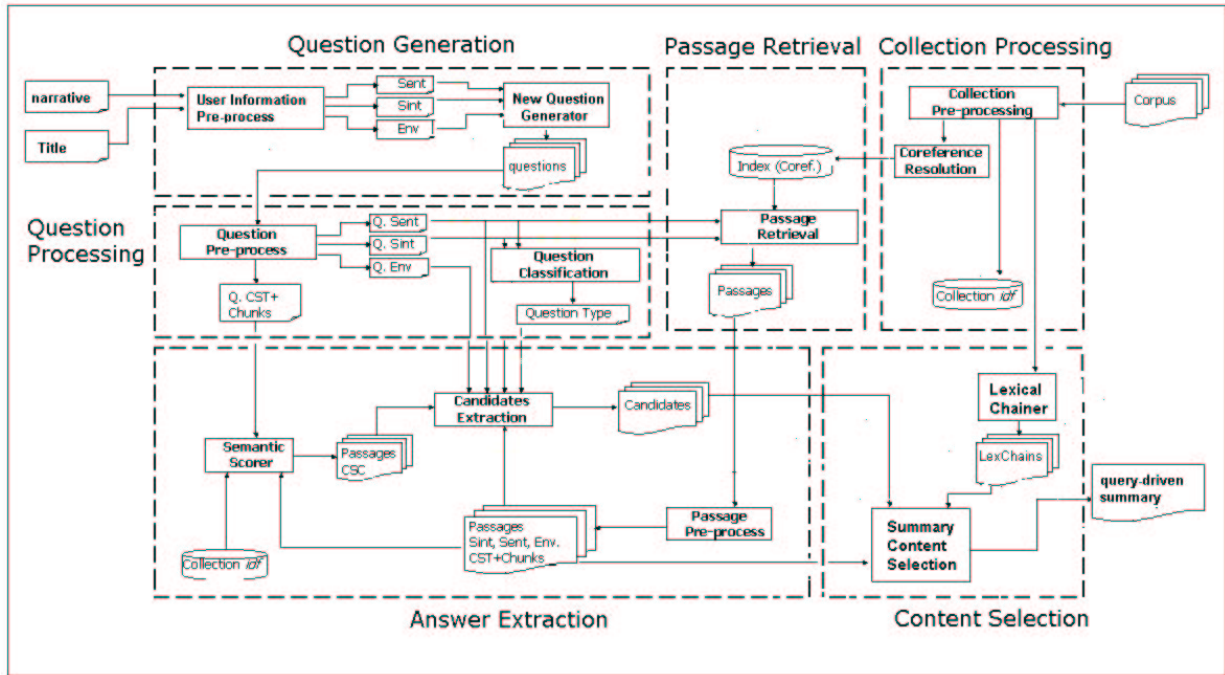 Question Generation
Passage Retrieval
Collection Processing
narrative
Title
User Information
Pre-process
Sent
Sint
Env
New Question
Generator
questions
Collection
Pre-processing
Corpus
Coreference
Resolution
Index (Coref.)
Passage
Retrieval
Passages
Collection idf
Question
Processing
Question
Pre-process
Q. Sent
Q. Sint
Q. Env
Question
Classification
Q. CST+
Chunks
Question Type
Candidates
Extraction
Candidates
Semantic
Scorer
Passages
CSC
Collection idf
Passages
Sint, Sent, Env.
CST+Chunks
Passage
Pre-process
Lexical
Chainer
LexChains
Summary
Content
Selection
query-driven
summary
Answer Extraction
Content Selection